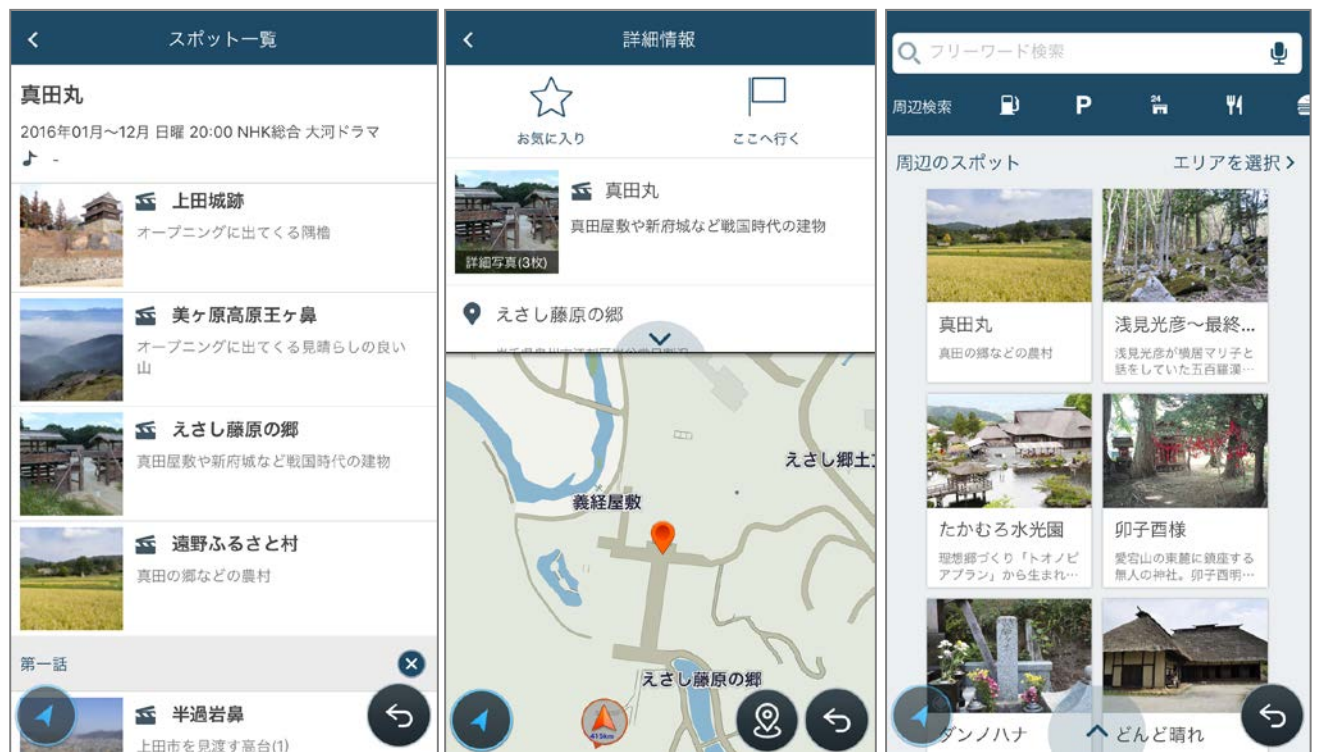 スポット一覧
真田丸
2016年01月～12月 日曜 20:00 NHK総合 大河ドラマ
-
上田城跡
オープニングに出てくる隅櫓
美ヶ原高原王ヶ鼻
オープニングに出てくる見晴らしの良い
山
えさし藤原の郷
真田屋敷や新府城など戦国時代の建物
遠野ふるさと村
真田の郷などの農村
第一話
半過岩鼻
上田市を見渡す高台(1)
詳細情報
お気に入り
ここへ行く
真田丸
真田屋敷や新府城など戦国時代の建物
詳細写真(3枚)
えさし藤原の郷
えさし郷土
義経屋敷
えさし藤原の郷
415km
フリーワード検索
周辺検索
P
24
周辺のスポット
エリアを選択
真田丸
真田の郷などの農村
浅見光彦～最終...
浅見光彦が横居マリ子と
話をしていた五百羅漢…
たかむろ水光園
理想郷づくり「トオノピ
アプラン」から生まれ…
卯子酉様
愛宕山の東麓に鎮座する
無人の神社。卯子酉明…
ダンノハナ
どんど晴れ